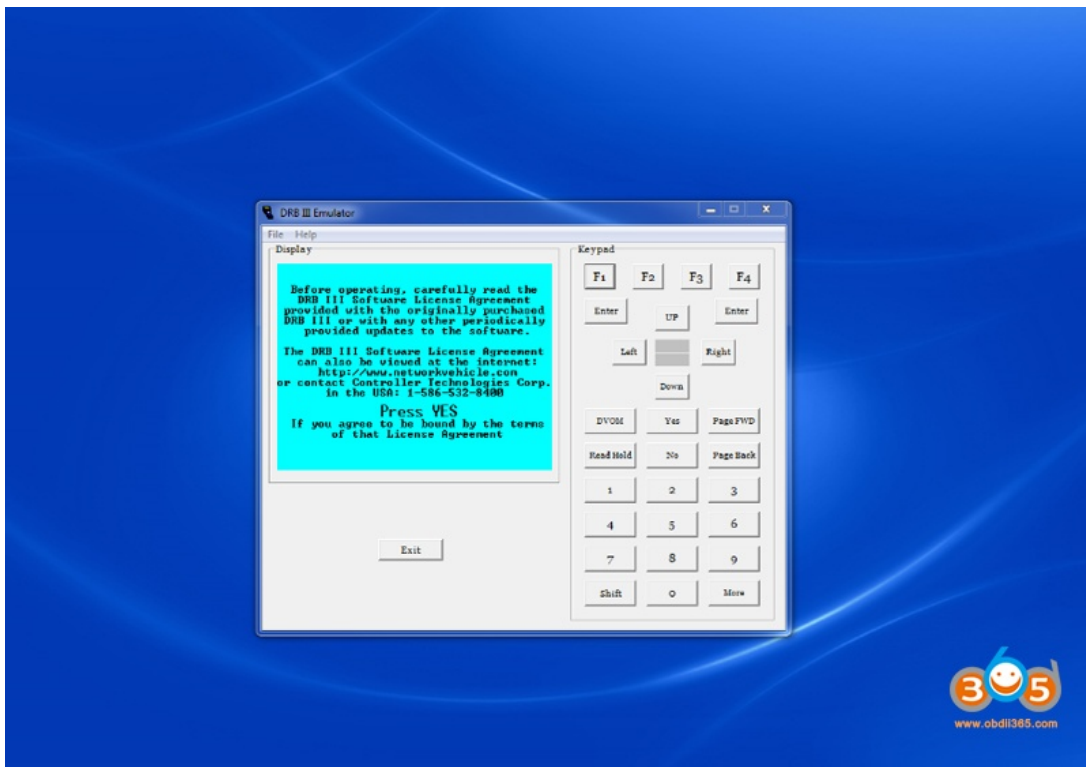 DRB III Emulator
File Help
Display
Before operating, carefully read the
DRB III Software License Agreement
provided with the originally purchased
DRB III or with any other periodically
provided updates to the software.
The DRB III Software License Agreement
can also be viewed at the internet:
http://www.networkvehicle.com
or contact Controller Technologies Corp.
in the USA: 1-586-532-8400
Press YES
If you agree to be bound by the terms
of that License Agreement
Exit
Keypad
F1 F2 F3 F4
Enter UP Enter
Left Right
Down
DVOM Yes Page FWD
Read Hold No Page Back
1 2 3
4 5 6
7 8 9
Shift 0 More
365
www.obdii365.com